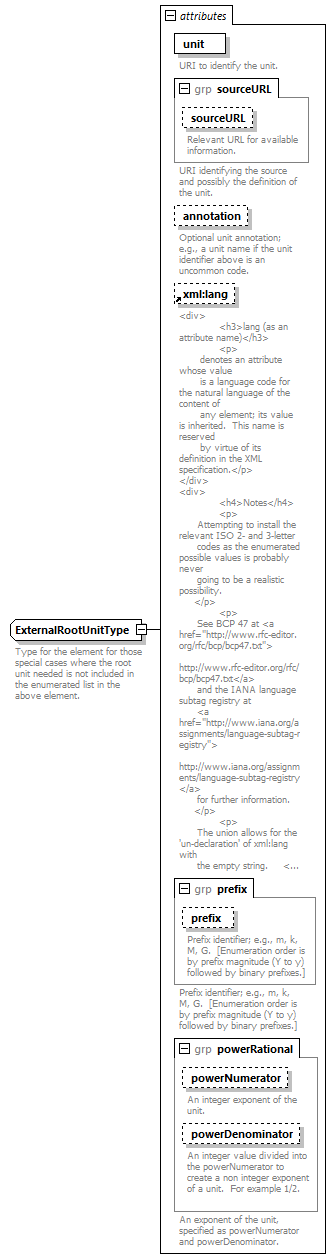 attributes
unit
URI to identify the unit.
grp sourceURL
sourceURL
Relevant URL for available
information.
URI identifying the source
and possibly the definition of
the unit.
annotation
Optional unit annotation;
e.g., a unit name if the unit
identifier above is an
uncommon code.
xml:lang
<div>
<h3>lang (as an
attribute name)</h3>
<p>
denotes an attribute
whose value
is a language code for
the natural language of the
content of
any element; its value
is inherited.  This name is
reserved
by virtue of its
definition in the XML
specification.</p>
</div>
<div>
<h4>Notes</h4>
<p>
Attempting to install the
relevant ISO 2- and 3-letter
codes as the enumerated
possible values is probably
never
going to be a realistic
possibility.
</p>
<p>
See BCP 47 at <a
href="http://www.rfc-editor.
org/rfc/bcp/bcp47.txt">
http://www.rfc-editor.org/rfc/
bcp/bcp47.txt</a>
and the IANA language
subtag registry at
<a
href="http://www.iana.org/a
ssignments/language-subtag-r
egistry">
http://www.iana.org/assignm
ents/language-subtag-registry
</a>
for further information.
</p>
<p>
The union allows for the
'un-declaration' of xml:lang
with
the empty string.     <...
ExternalRootUnitType
Type for the element for those
special cases where the root
unit needed is not included in
the enumerated list in the
above element.
grp prefix
prefix
Prefix identifier; e.g., m, k,
M, G.  [Enumeration order is
by prefix magnitude (Y to y)
followed by binary prefixes.]
Prefix identifier; e.g., m, k,
M, G.  [Enumeration order is
by prefix magnitude (Y to y)
followed by binary prefixes.]
grp powerRational
powerNumerator
An integer exponent of the
unit.
powerDenominator
An integer value divided into
the powerNumerator to
create a non integer exponent
of a unit.  For example 1/2.
An exponent of the unit,
specified as powerNumerator
and powerDenominator.